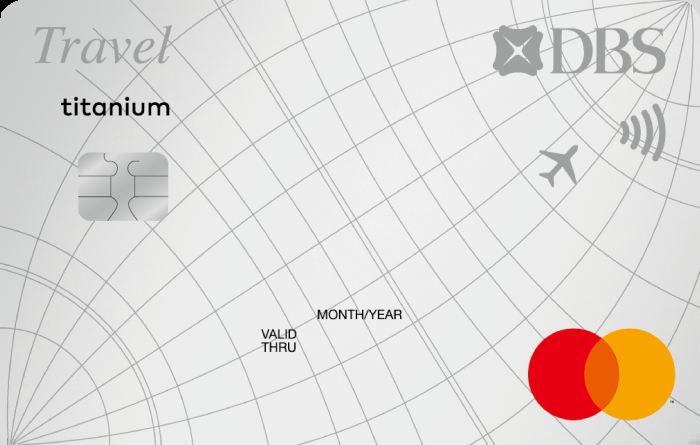 Travel
DBS
titanium
MONTH/YEAR
VALID
THRU